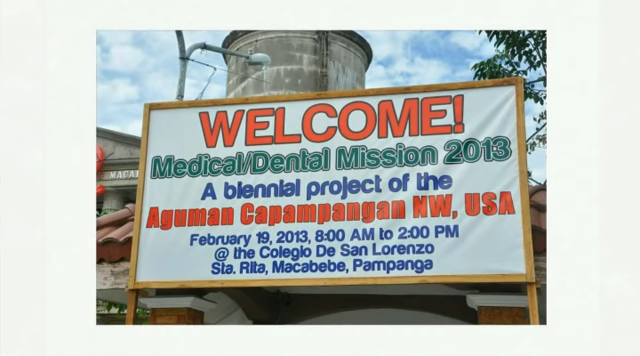 WELCOME!
Medical/Dental Mission 2013
A biennial project of the
Aguman Capampangan NW, USA
February 19, 2013, 8:00 AM to 2:00 PM
@ the Colegio De San Lorenzo
Sta. Rita, Macabebe, Pampanga